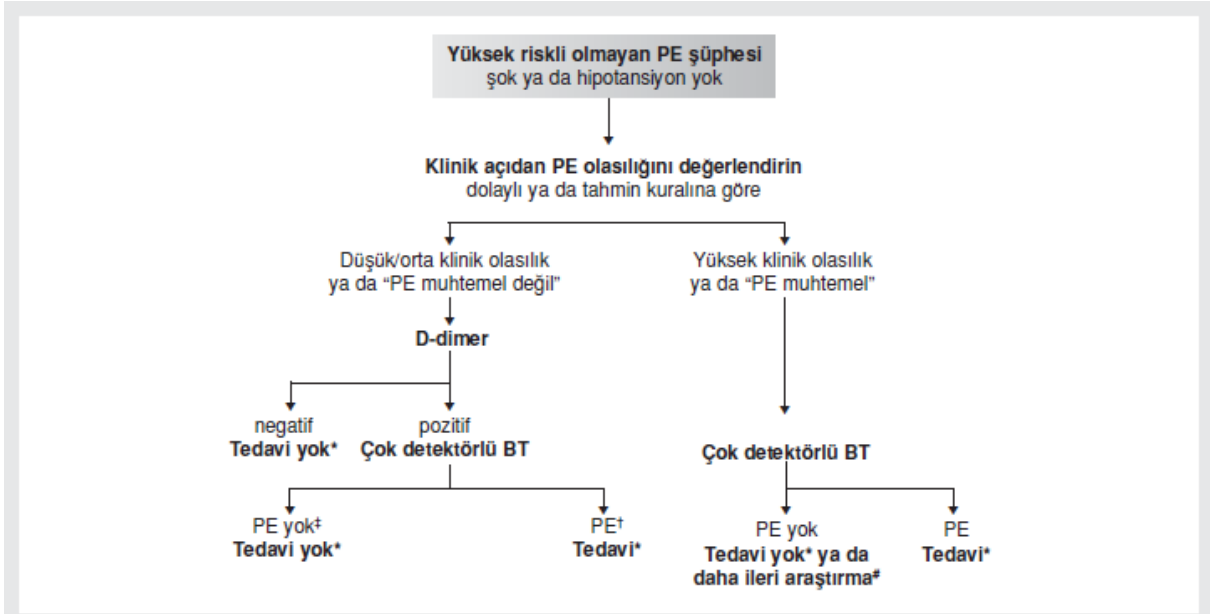 Yüksek riskli olmayan PE şüphesi
şok ya da hipotansiyon yok
Klinik açıdan PE olasılığını değerlendirin
dolaylı ya da tahmin kuralına göre
Düşük/orta klinik olasılık
ya da “PE muhtemel değil”
Yüksek klinik olasılık
ya da “PE muhtemel”
D-dimer
negatif
Tedavi yok*
pozitif
Çok detektörlü BT
Çok detektörlü BT
PE yok‡
Tedavi yok*
PE†
Tedavi*
PE yok
Tedavi yok* ya da
daha ileri araştırma#
PE
Tedavi*